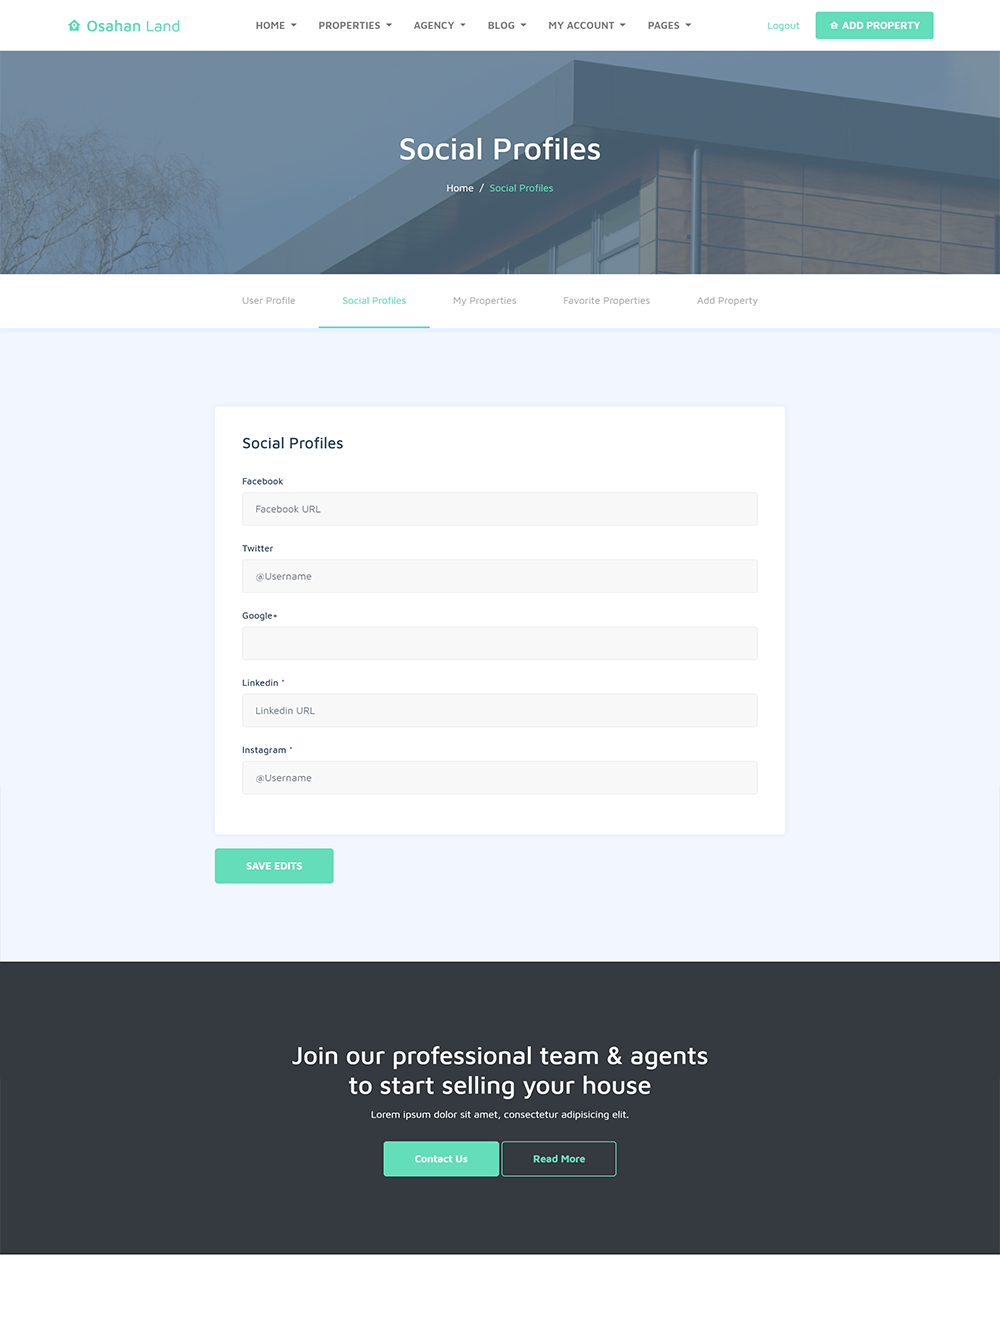 Osahan Land
HOME
PROPERTIES
AGENCY
BLOG
MY ACCOUNT
PAGES
Logout
ADD PROPERTY
Social Profiles
Home / Social Profiles
User Profile
Social Profiles
My Properties
Favorite Properties
Add Property
Social Profiles
Facebook
Facebook URL
Twitter
@Username
Google+
Linkedin *
Linkedin URL
Instagram *
@Username
SAVE EDITS
Join our professional team & agents
to start selling your house
Lorem ipsum dolor sit amet, consectetur adipisicing elit.
Contact Us
Read More